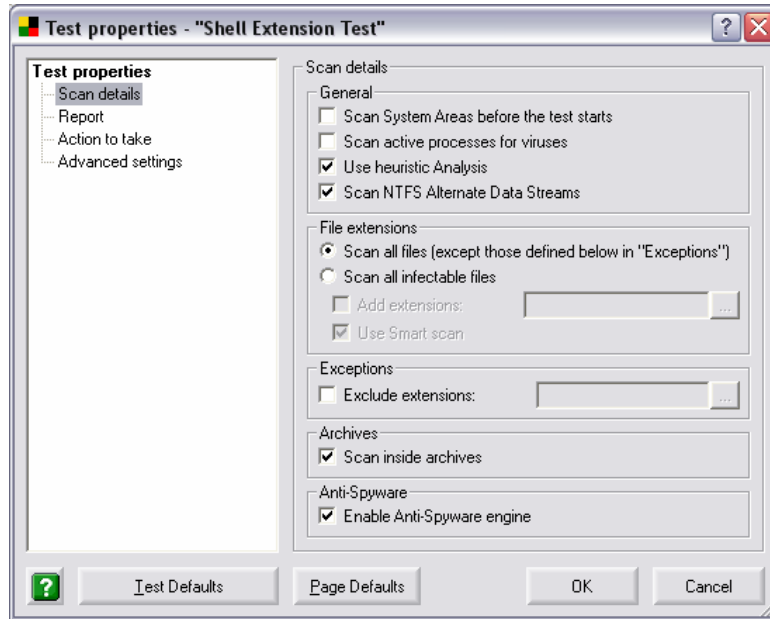 Test properties - "Shell Extension Test"
?
Test properties
Scan details
Report
Action to take
Advanced settings
Scan details
General
Scan System Areas before the test starts
Scan active processes for viruses
Use heuristic Analysis
Scan NTFS Alternate Data Streams
File extensions
Scan all files (except those defined below in "Exceptions")
Scan all infectable files
Add extensions:
...
Use Smart scan
Exceptions
Exclude extensions:
...
Archives
Scan inside archives
Anti-Spyware
Enable Anti-Spyware engine
?
Test Defaults
Page Defaults
OK
Cancel